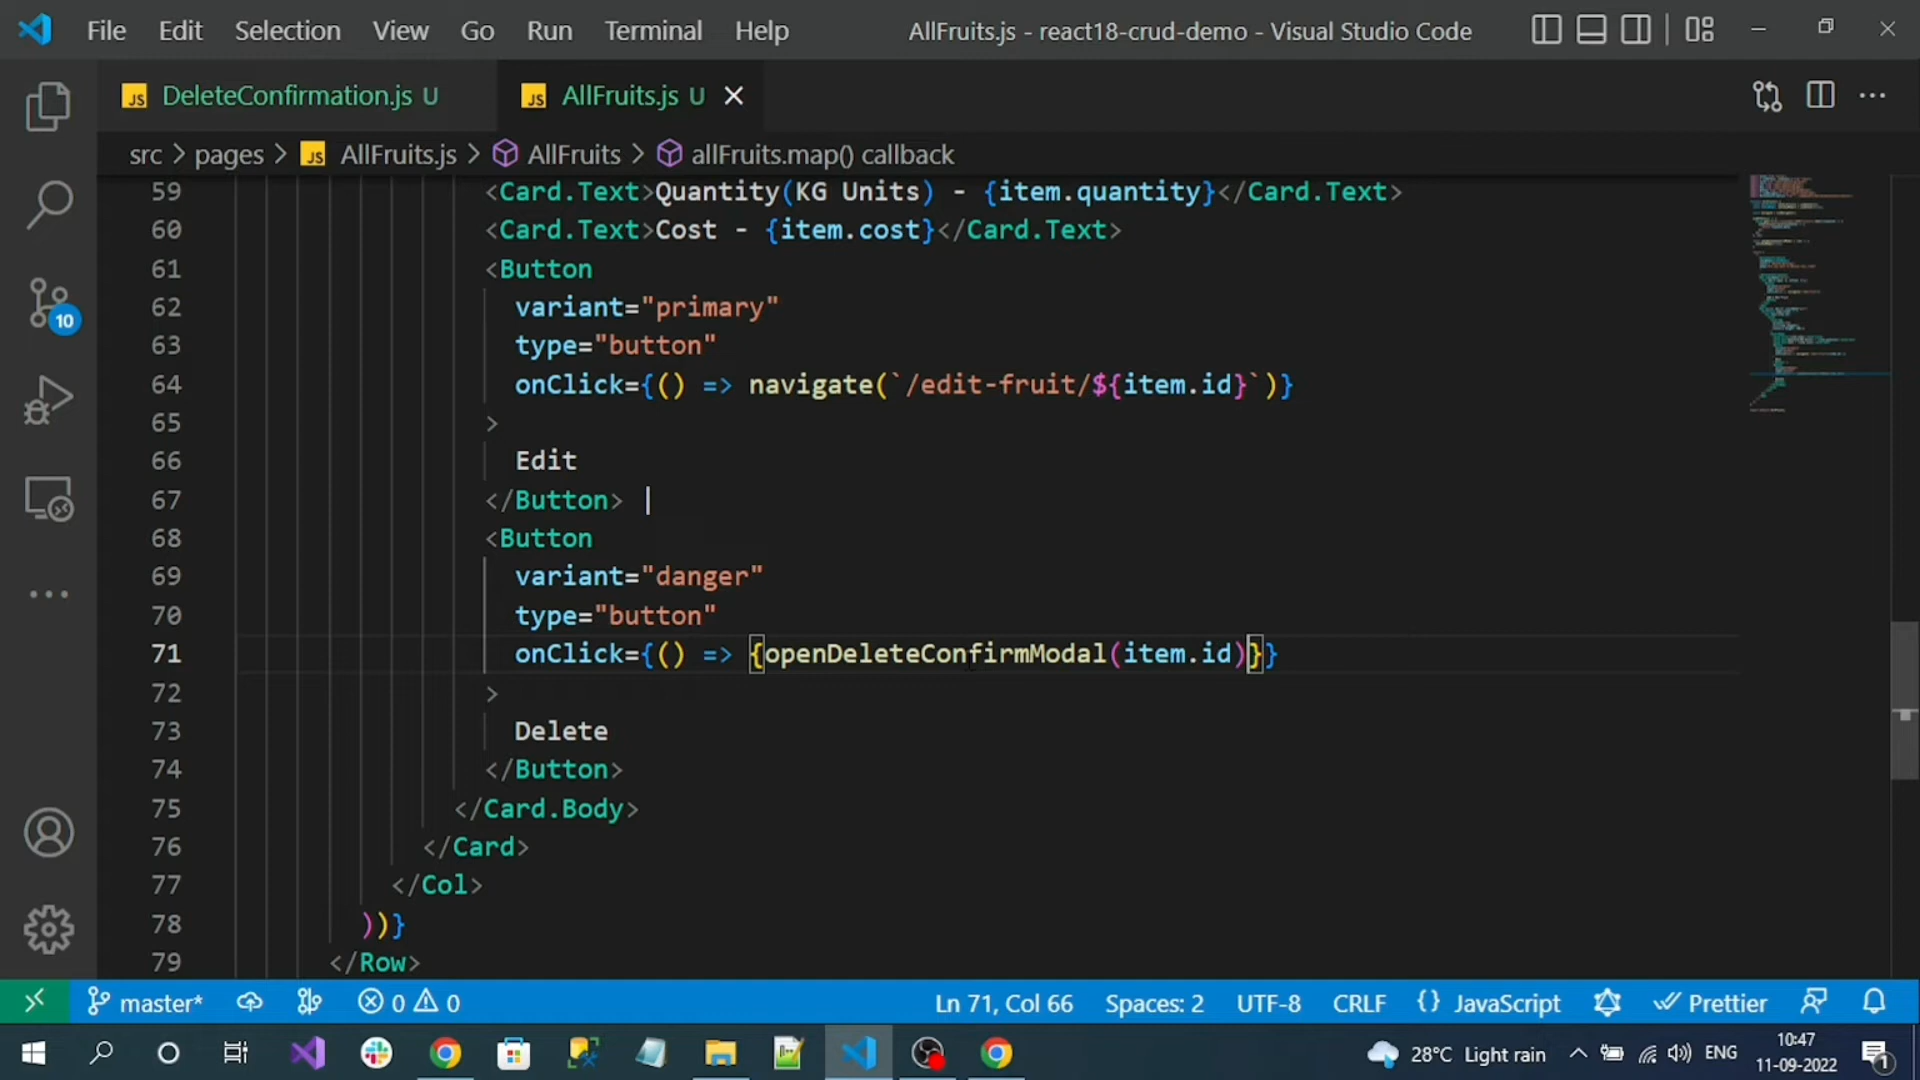 File Edit Selection View Go Run Terminal Help AllFruits.js - react18-crud-demo - Visual Studio Code
JS DeleteConfirmation.js U JS AllFruits.js U
src > pages > JS AllFruits.js > AllFruits > allFruits.map() callback
59 <Card.Text>Quantity(KG Units) - {item.quantity}</Card.Text>
60 <Card.Text>Cost - {item.cost}</Card.Text>
61 <Button
62 variant="primary"
63 type="button"
64 onClick={() => navigate(`/edit-fruit/${item.id}`)}
65 >
66 Edit
67 </Button> |
68 <Button
69 variant="danger"
70 type="button"
71 onClick={() => {openDeleteConfirmModal(item.id)}}
72 >
73 Delete
74 </Button>
75 </Card.Body>
76 </Card>
77 </Col>
78 ))}
79 </Row>
10
master* 0 0 Ln 71, Col 66 Spaces: 2 UTF-8 CRLF {} JavaScript Prettier
28°C Light rain ENG 10:47
11-09-2022
1